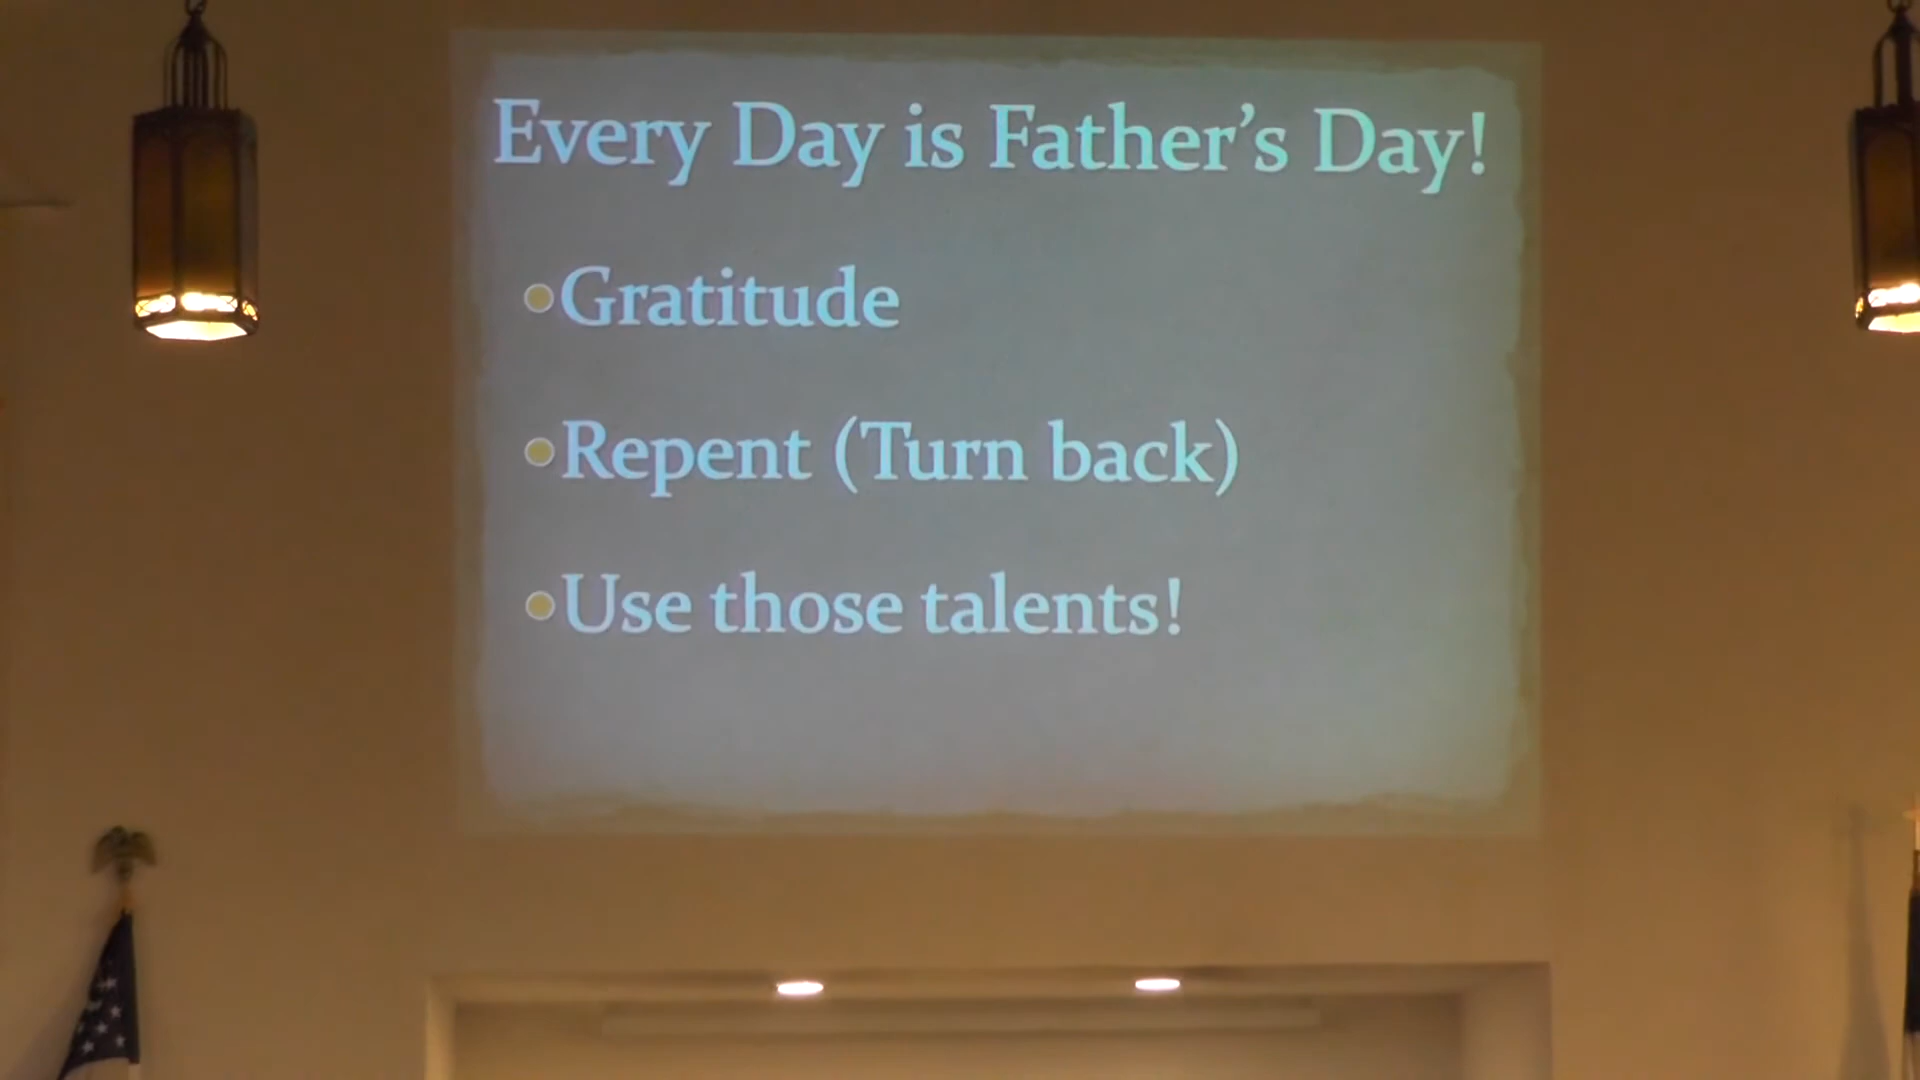 Every Day is Father's Day!
•Gratitude
•Repent (Turn back)
•Use those talents!